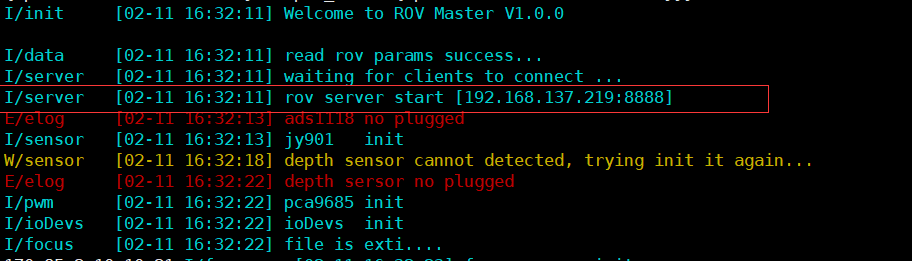 I/init [02-11 16:32:11] Welcome to ROV Master V1.0.0
I/data [02-11 16:32:11] read rov params success...
I/server [02-11 16:32:11] waiting for clients to connect ...
I/server [02-11 16:32:11] rov server start [192.168.137.219:8888]
E/elog [02-11 16:32:13] ads1118 no plugged
I/sensor [02-11 16:32:13] jy901 init
W/sensor [02-11 16:32:18] depth sensor cannot detected, trying init it again...
E/elog [02-11 16:32:22] depth sersor no plugged
I/pwm [02-11 16:32:22] pca9685 init
I/ioDevs [02-11 16:32:22] ioDevs init
I/focus [02-11 16:32:22] file is exti....